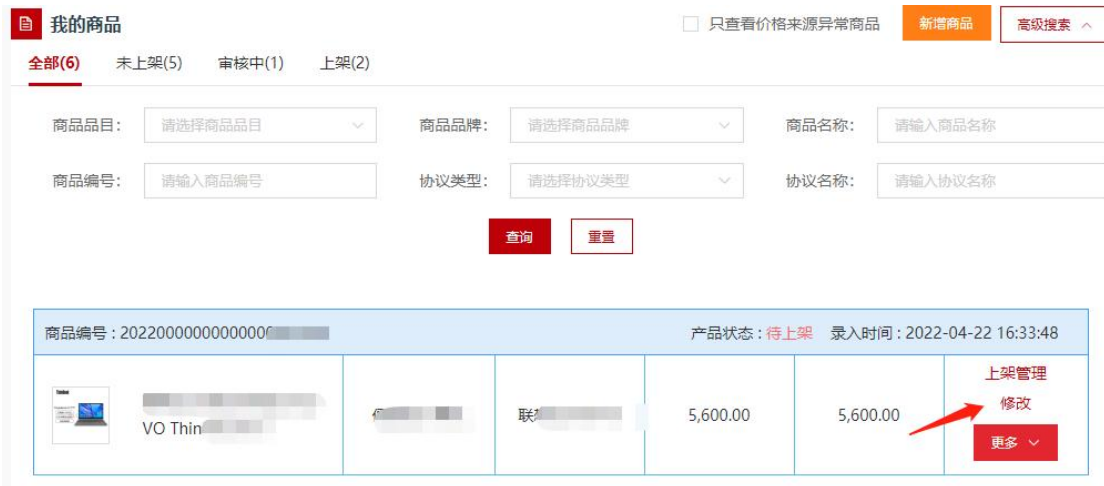 我的商品
只查看价格来源异常商品 新增商品 高级搜索
全部(6) 未上架(5) 审核中(1) 上架(2)
商品品目: 请选择商品品目 商品品牌: 请选择商品品牌 商品名称: 请输入商品名称
商品编号: 请输入商品编号 协议类型: 请选择协议类型 协议名称: 请输入协议名称
查询 重置
商品编号 : 20220000000000000 产品状态 : 待上架 录入时间 : 2022-04-22 16:33:48
上架管理
修改
VO Thin 联 5,600.00 5,600.00
更多